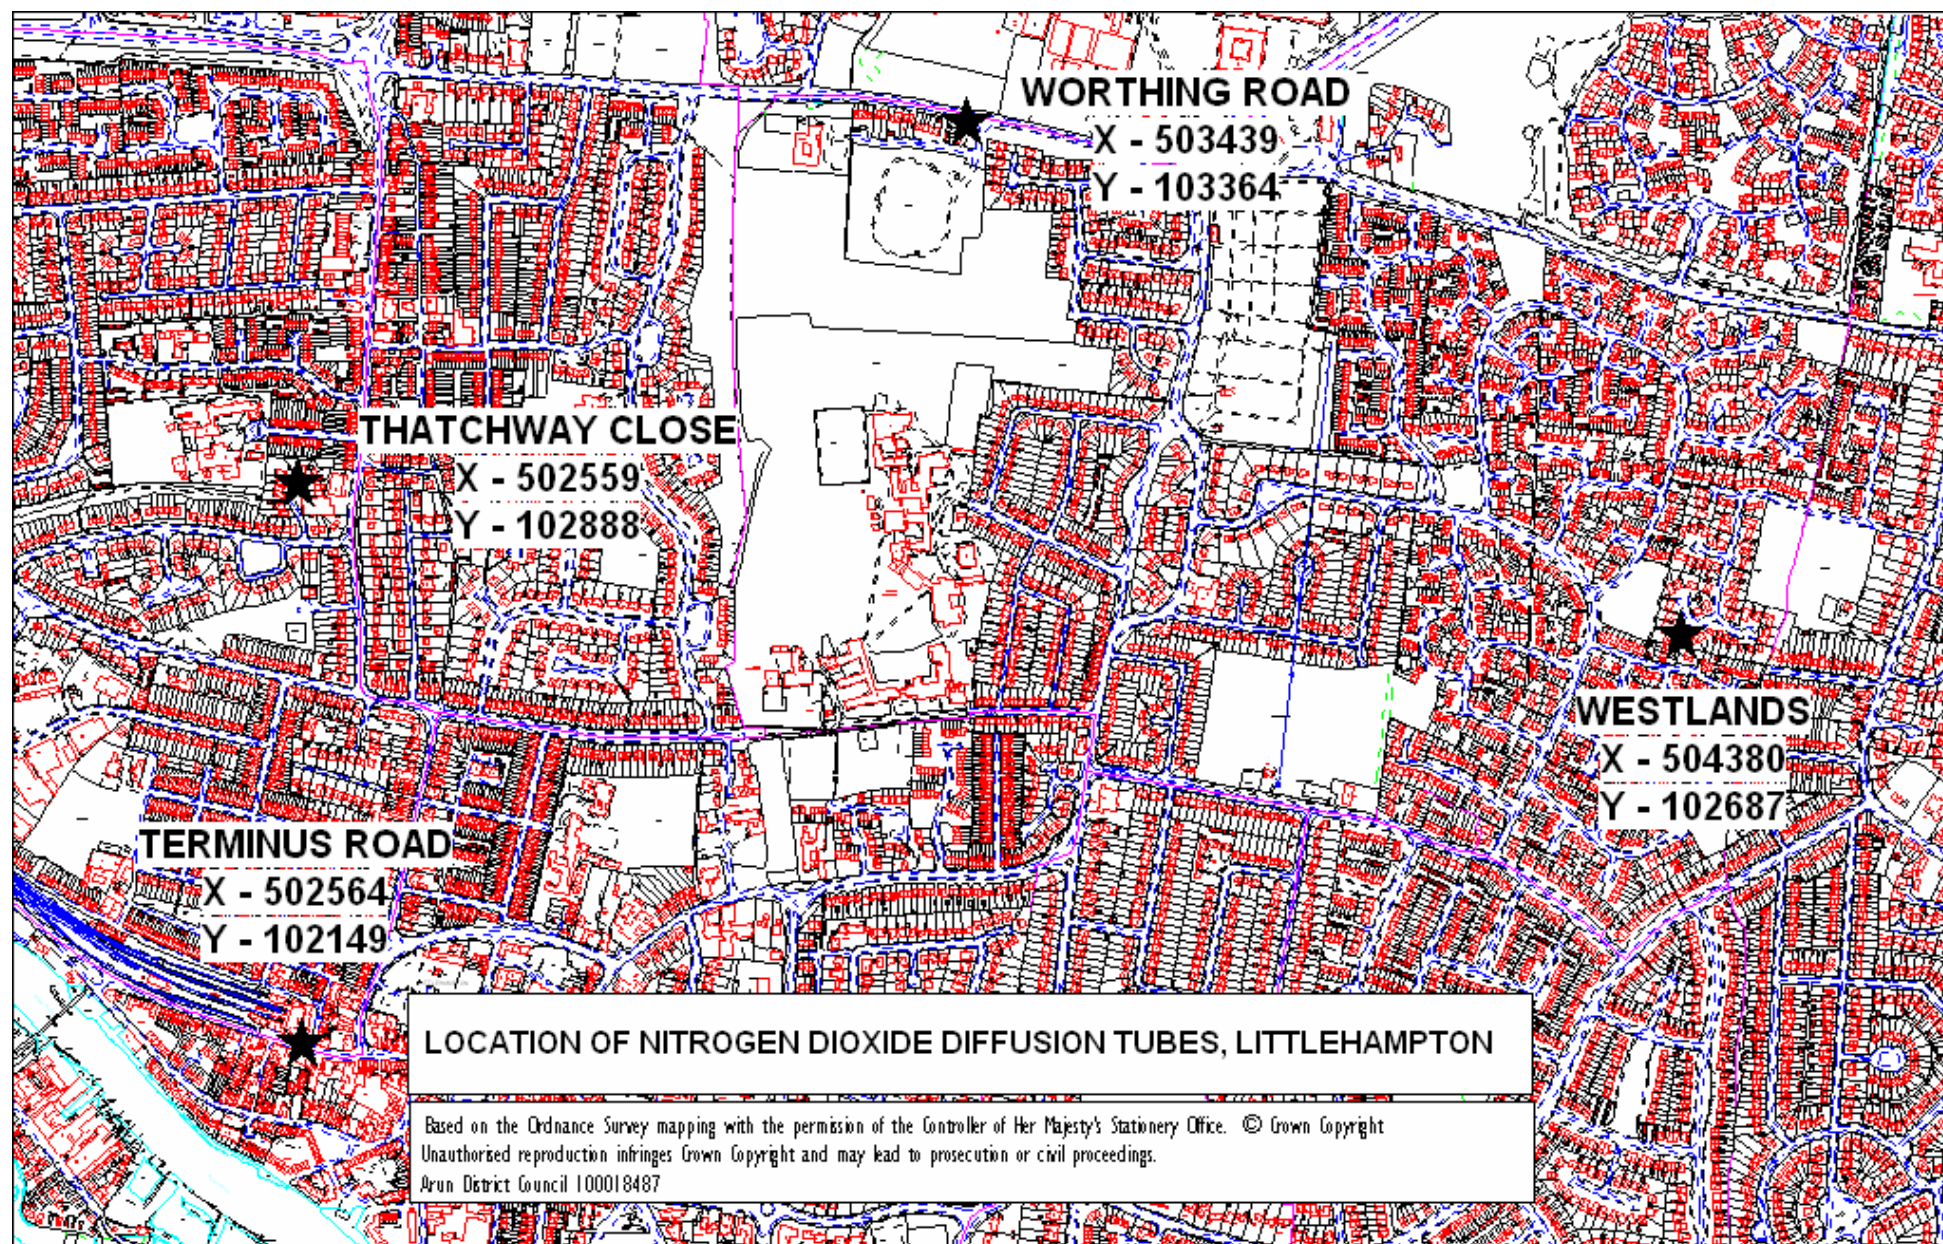 WORTHING ROAD
X - 503439
Y - 103364
THATCHWAY CLOSE
X - 502559
Y - 102888
WESTLANDS
X - 504380
Y - 102687
TERMINUS ROAD
X - 502564
Y - 102149
LOCATION OF NITROGEN DIOXIDE DIFFUSION TUBES, LITTLEHAMPTON
Based on the Ordnance Survey mapping with the permission of the Controller of Her Majesty's Stationery Office. © Crown Copyright
Unauthorised reproduction infringes Crown Copyright and may lead to prosecution or civil proceedings.
Arun District Council 100018487